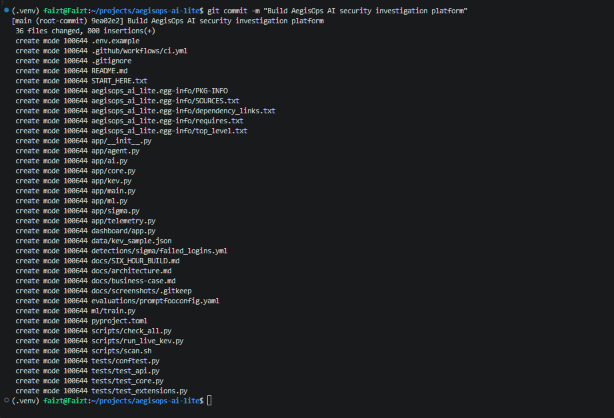 (.venv) faizt@Faizt:~/projects/aegisops-ai-lite$ git commit -m "Build AegisOps AI security investigation platform"
[main (root-commit) 9ea02e2] Build AegisOps AI security investigation platform
36 files changed, 800 insertions(+)
create mode 100644 .env.example
create mode 100644 .github/workflows/ci.yml
create mode 100644 .gitignore
create mode 100644 README.md
create mode 100644 START_HERE.txt
create mode 100644 aegisops_ai_lite.egg-info/PKG-INFO
create mode 100644 aegisops_ai_lite.egg-info/SOURCES.txt
create mode 100644 aegisops_ai_lite.egg-info/dependency_links.txt
create mode 100644 aegisops_ai_lite.egg-info/requires.txt
create mode 100644 aegisops_ai_lite.egg-info/top_level.txt
create mode 100644 app/__init__.py
create mode 100644 app/agent.py
create mode 100644 app/ai.py
create mode 100644 app/core.py
create mode 100644 app/kev.py
create mode 100644 app/main.py
create mode 100644 app/ml.py
create mode 100644 app/sigma.py
create mode 100644 app/telemetry.py
create mode 100644 dashboard/app.py
create mode 100644 data/kev_sample.json
create mode 100644 detections/sigma/failed_logins.yml
create mode 100644 docs/SIX_HOUR_BUILD.md
create mode 100644 docs/architecture.md
create mode 100644 docs/business-case.md
create mode 100644 docs/screenshots/.gitkeep
create mode 100644 evaluations/promptfooconfig.yaml
create mode 100644 ml/train.py
create mode 100644 pyproject.toml
create mode 100644 scripts/check_all.py
create mode 100644 scripts/run_live_kev.py
create mode 100644 scripts/scan.sh
create mode 100644 tests/conftest.py
create mode 100644 tests/test_api.py
create mode 100644 tests/test_core.py
create mode 100644 tests/test_extensions.py
(.venv) faizt@Faizt:~/projects/aegisops-ai-lite$